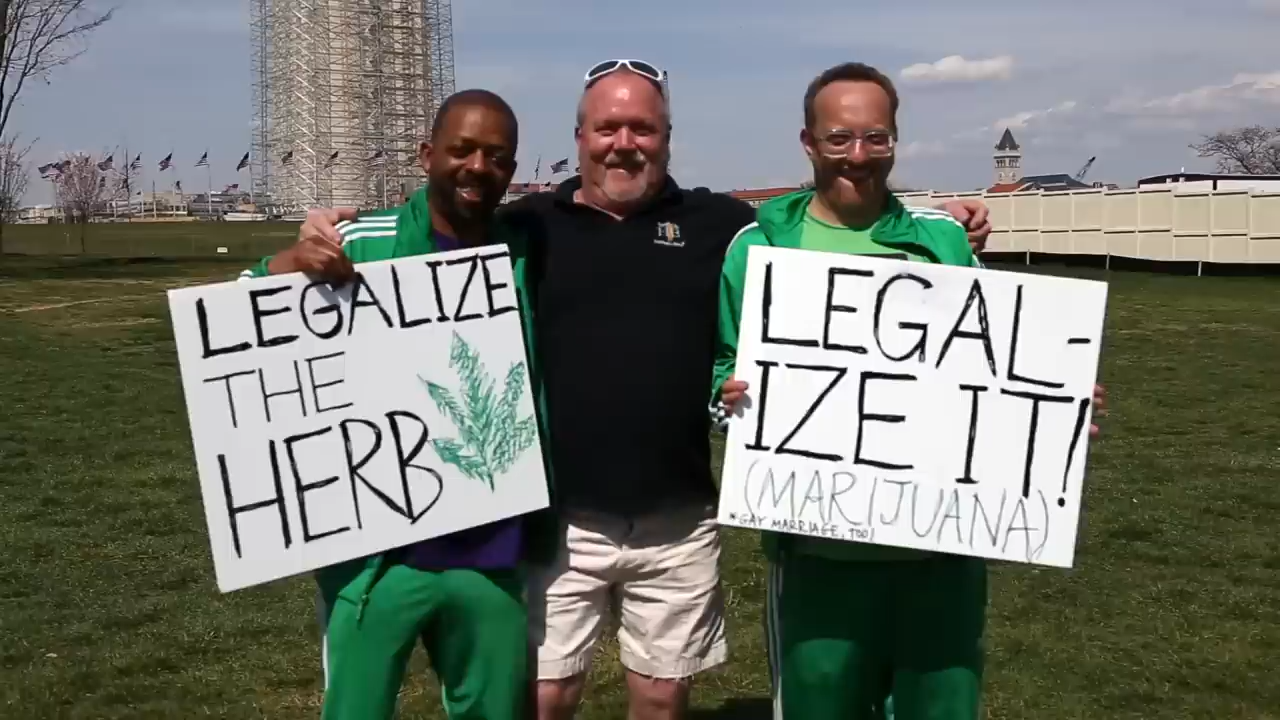 LEGALIZE
THE
HERB
LEGAL-
IZE IT!
(MARIJUANA)
*GAY MARRIAGE, TOO!